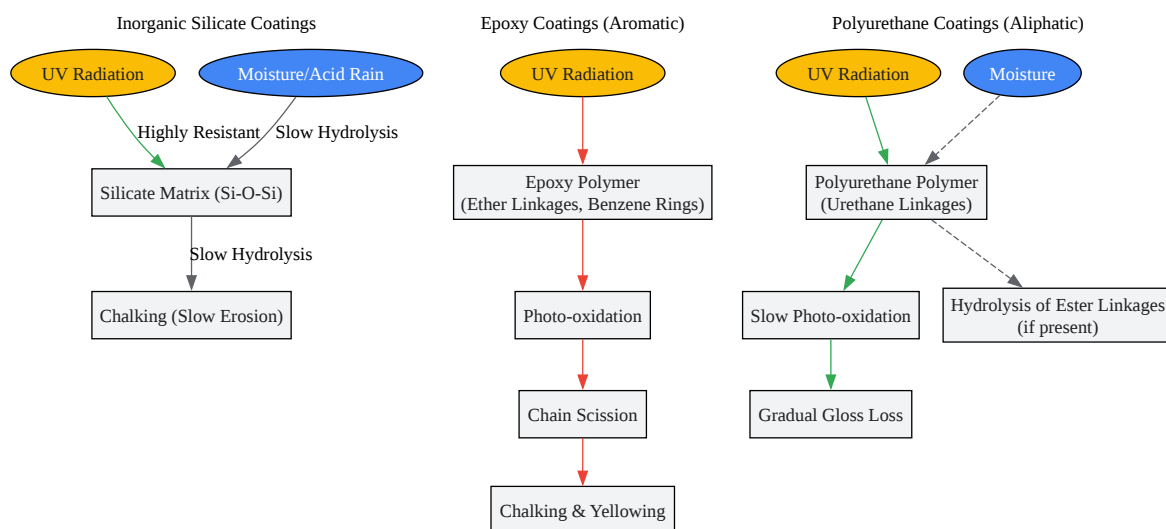 Inorganic Silicate Coatings
UV Radiation
Moisture/Acid Rain
Highly Resistant
Slow Hydrolysis
Silicate Matrix (Si-O-Si)
Slow Hydrolysis
Chalking (Slow Erosion)
Epoxy Coatings (Aromatic)
UV Radiation
Epoxy Polymer
(Ether Linkages, Benzene Rings)
Photo-oxidation
Chain Scission
Chalking & Yellowing
Polyurethane Coatings (Aliphatic)
UV Radiation
Moisture
Polyurethane Polymer
(Urethane Linkages)
Slow Photo-oxidation
Hydrolysis of Ester Linkages
(if present)
Gradual Gloss Loss